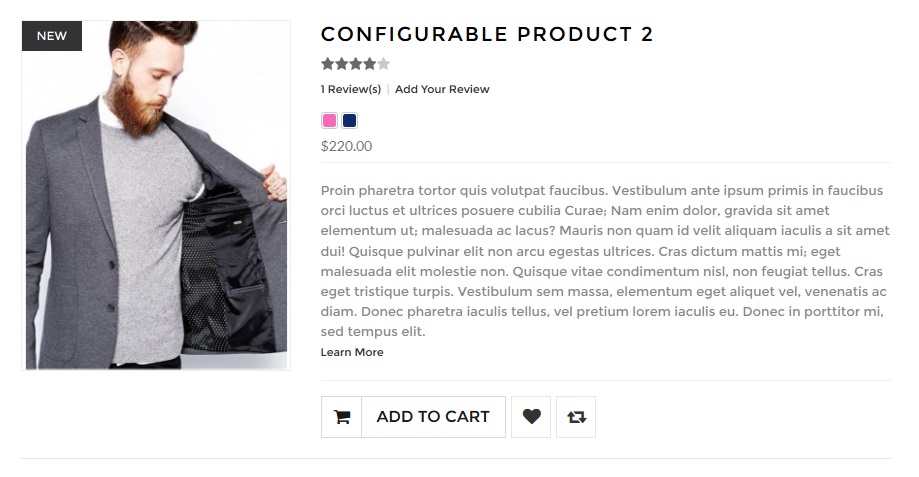 NEW
CONFIGURABLE PRODUCT 2
1 Review(s) | Add Your Review
$220.00
Proin pharetra tortor quis volutpat faucibus. Vestibulum ante ipsum primis in faucibus
orci luctus et ultrices posuere cubilia Curae; Nam enim dolor, gravida sit amet
elementum ut; malesuada ac lacus? Mauris non quam id velit aliquam iaculis a sit amet
dui! Quisque pulvinar elit non arcu egestas ultrices. Cras dictum mattis mi; eget
malesuada elit molestie non. Quisque vitae condimentum nisl, non feugiat tellus. Cras
eget tristique turpis. Vestibulum sem massa, elementum eget aliquet vel, venenatis ac
diam. Donec pharetra iaculis tellus, vel pretium lorem iaculis eu. Donec in porttitor mi,
sed tempus elit.
Learn More
ADD TO CART